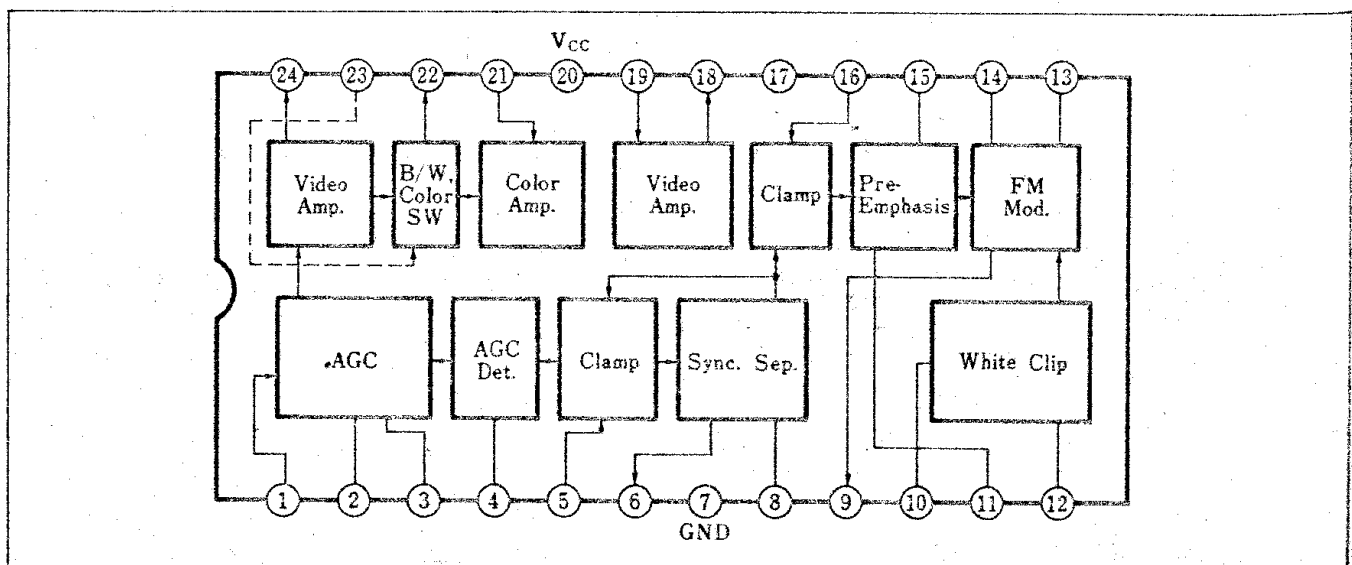 VCC
24 23 22 21 20 19 18 17 16 15 14 13
Video
Amp.
B/W,
Color
SW
Color
Amp.
Video
Amp.
Clamp
Pre-
Emphasis
FM
Mod.
AGC
AGC
Det.
Clamp
Sync. Sep.
White Clip
1 2 3 4 5 6 7 8 9 10 11 12
GND